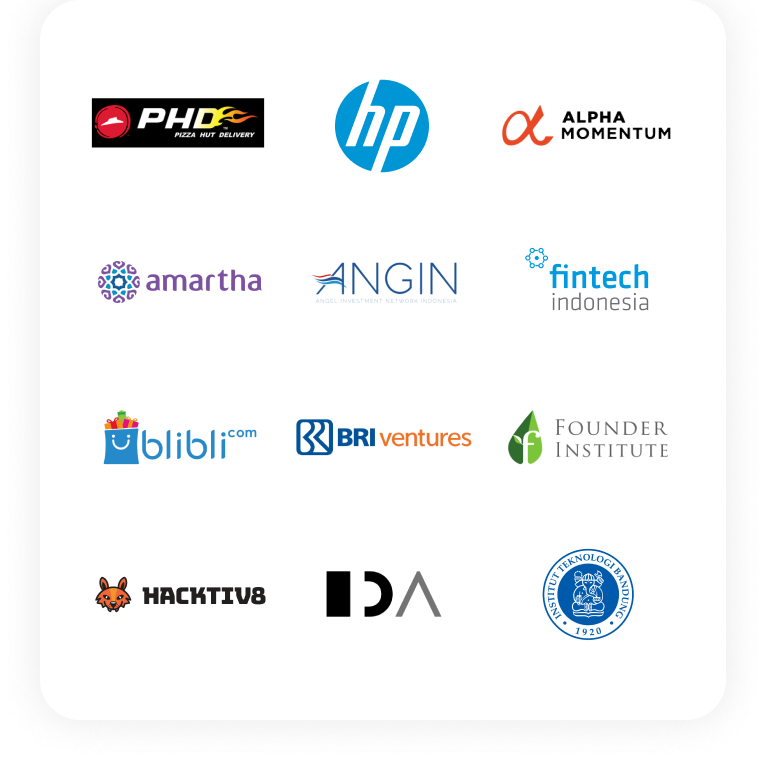 PHD
PIZZA HUT DELIVERY
hp
ALPHA
MOMENTUM
amartha
ANGIN
ANGEL INVESTMENT NETWORK INDONESIA
fintech
indonesia
blibli.com
BRI ventures
FOUNDER
INSTITUTE
HACKTIV8
IDA
INSTITUT TEKNOLOGI BANDUNG
1920